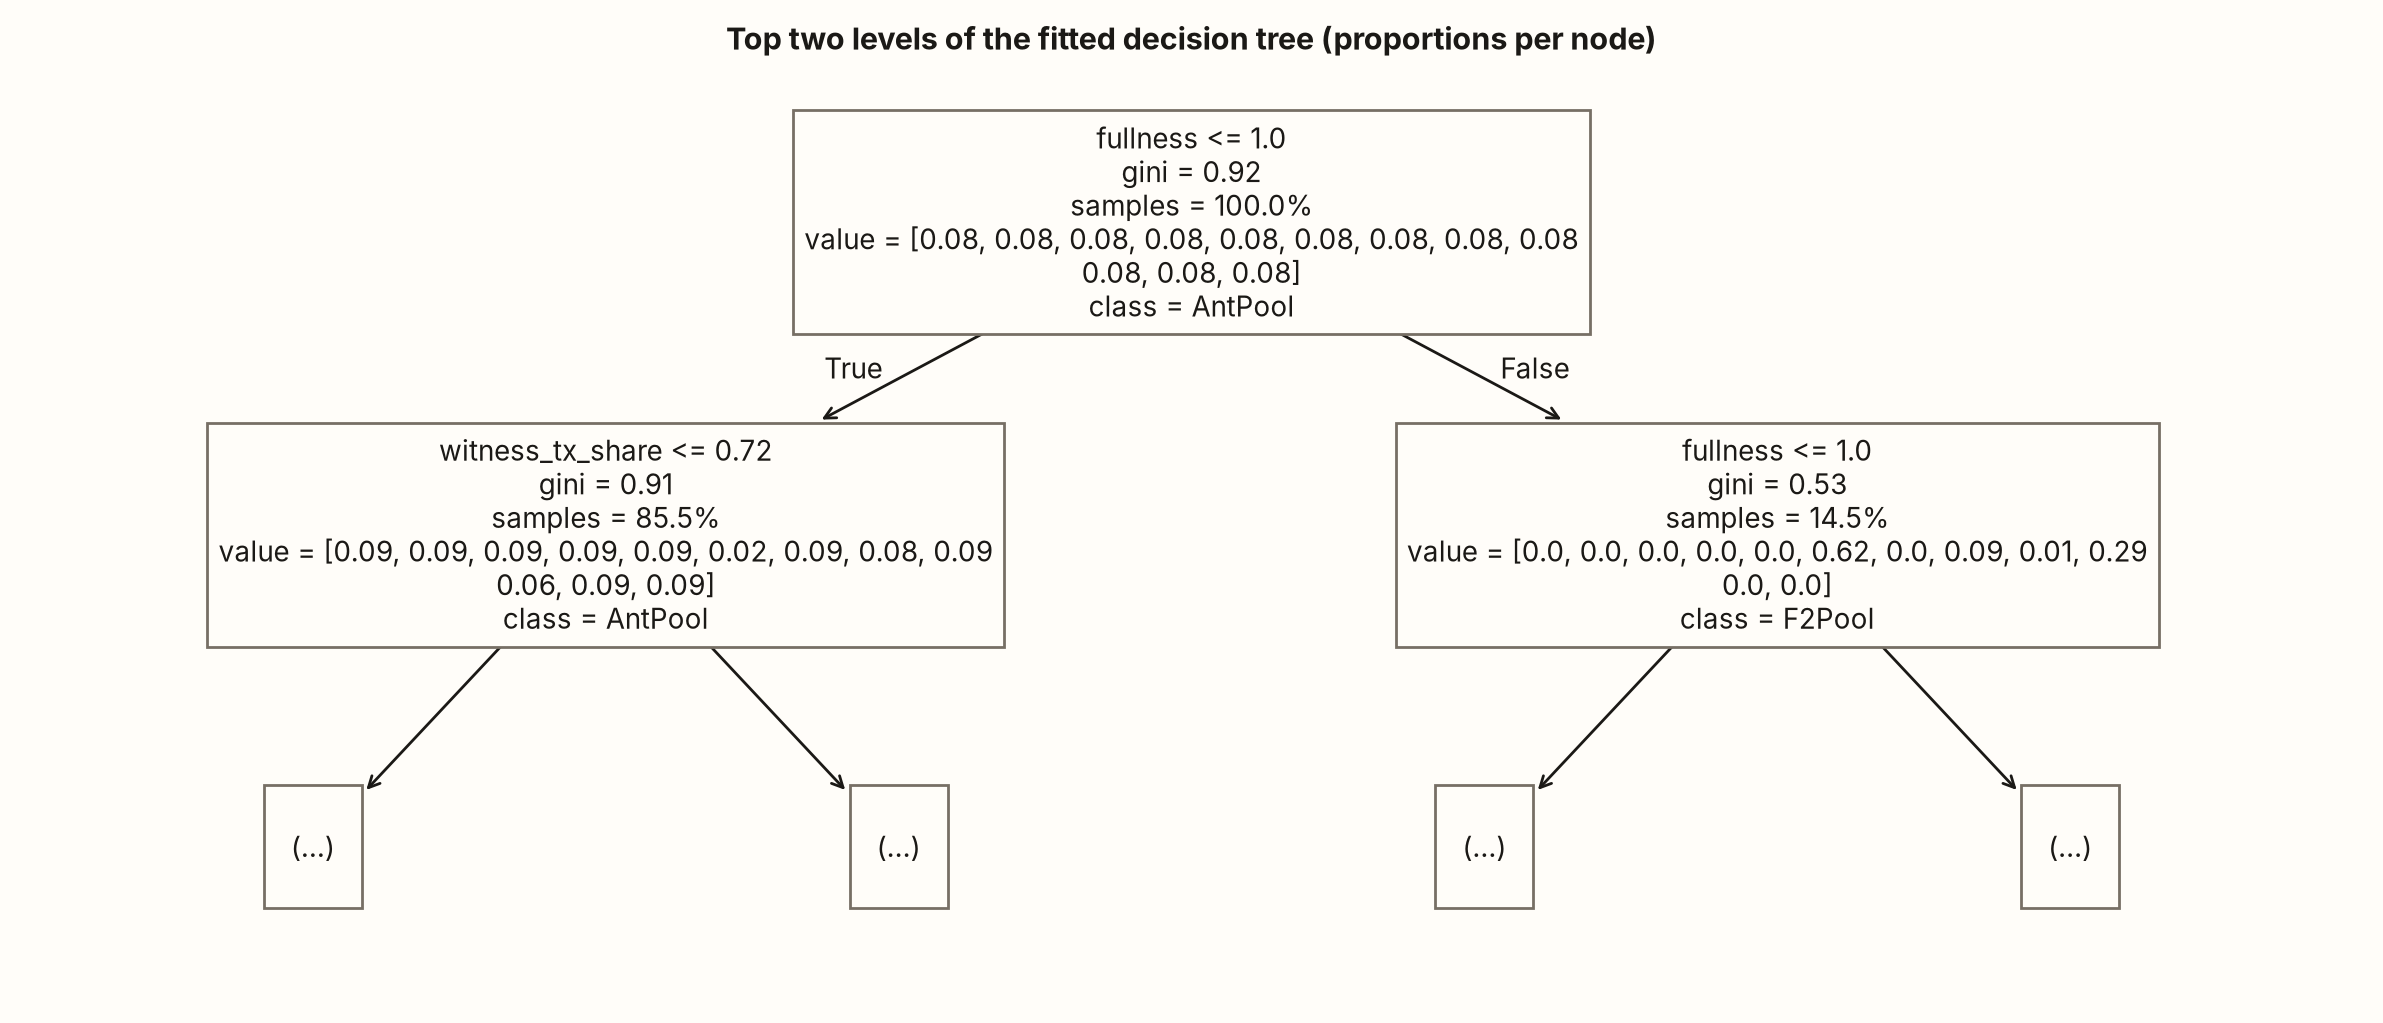 Top two levels of the fitted decision tree (proportions per node)
fullness <= 1.0
gini = 0.92
samples = 100.0%
value = [0.08, 0.08, 0.08, 0.08, 0.08, 0.08, 0.08, 0.08, 0.08
0.08, 0.08, 0.08]
class = AntPool
True
False
witness_tx_share <= 0.72
gini = 0.91
samples = 85.5%
value = [0.09, 0.09, 0.09, 0.09, 0.09, 0.02, 0.09, 0.08, 0.09
0.06, 0.09, 0.09]
class = AntPool
fullness <= 1.0
gini = 0.53
samples = 14.5%
value = [0.0, 0.0, 0.0, 0.0, 0.0, 0.62, 0.0, 0.09, 0.01, 0.29
0.0, 0.0]
class = F2Pool
(...)
(...)
(...)
(...)